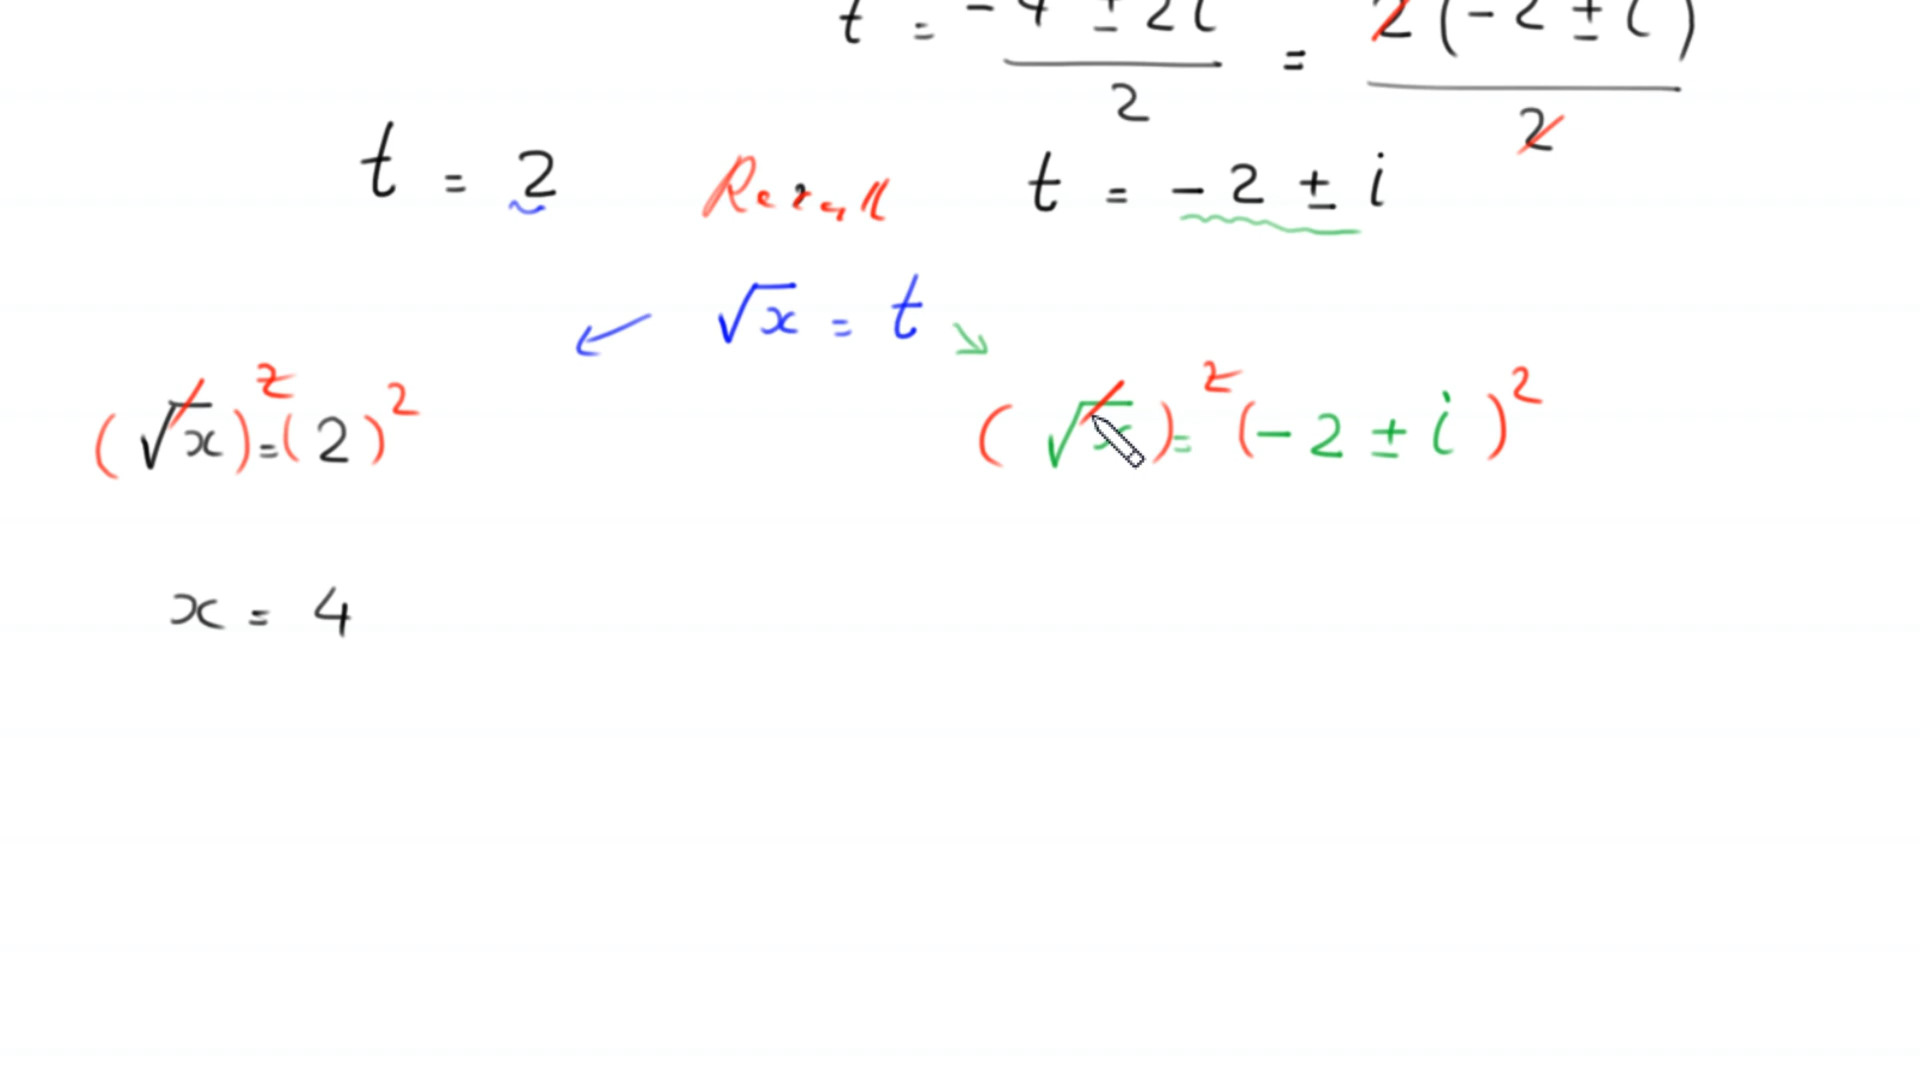 t = (-4 ± 2i)/2 = 2(-2 ± i)/2
t = 2 Recall t = -2 ± i
√x = t
(√x)² = (2)² (√x)² = (-2 ± i)²
x = 4